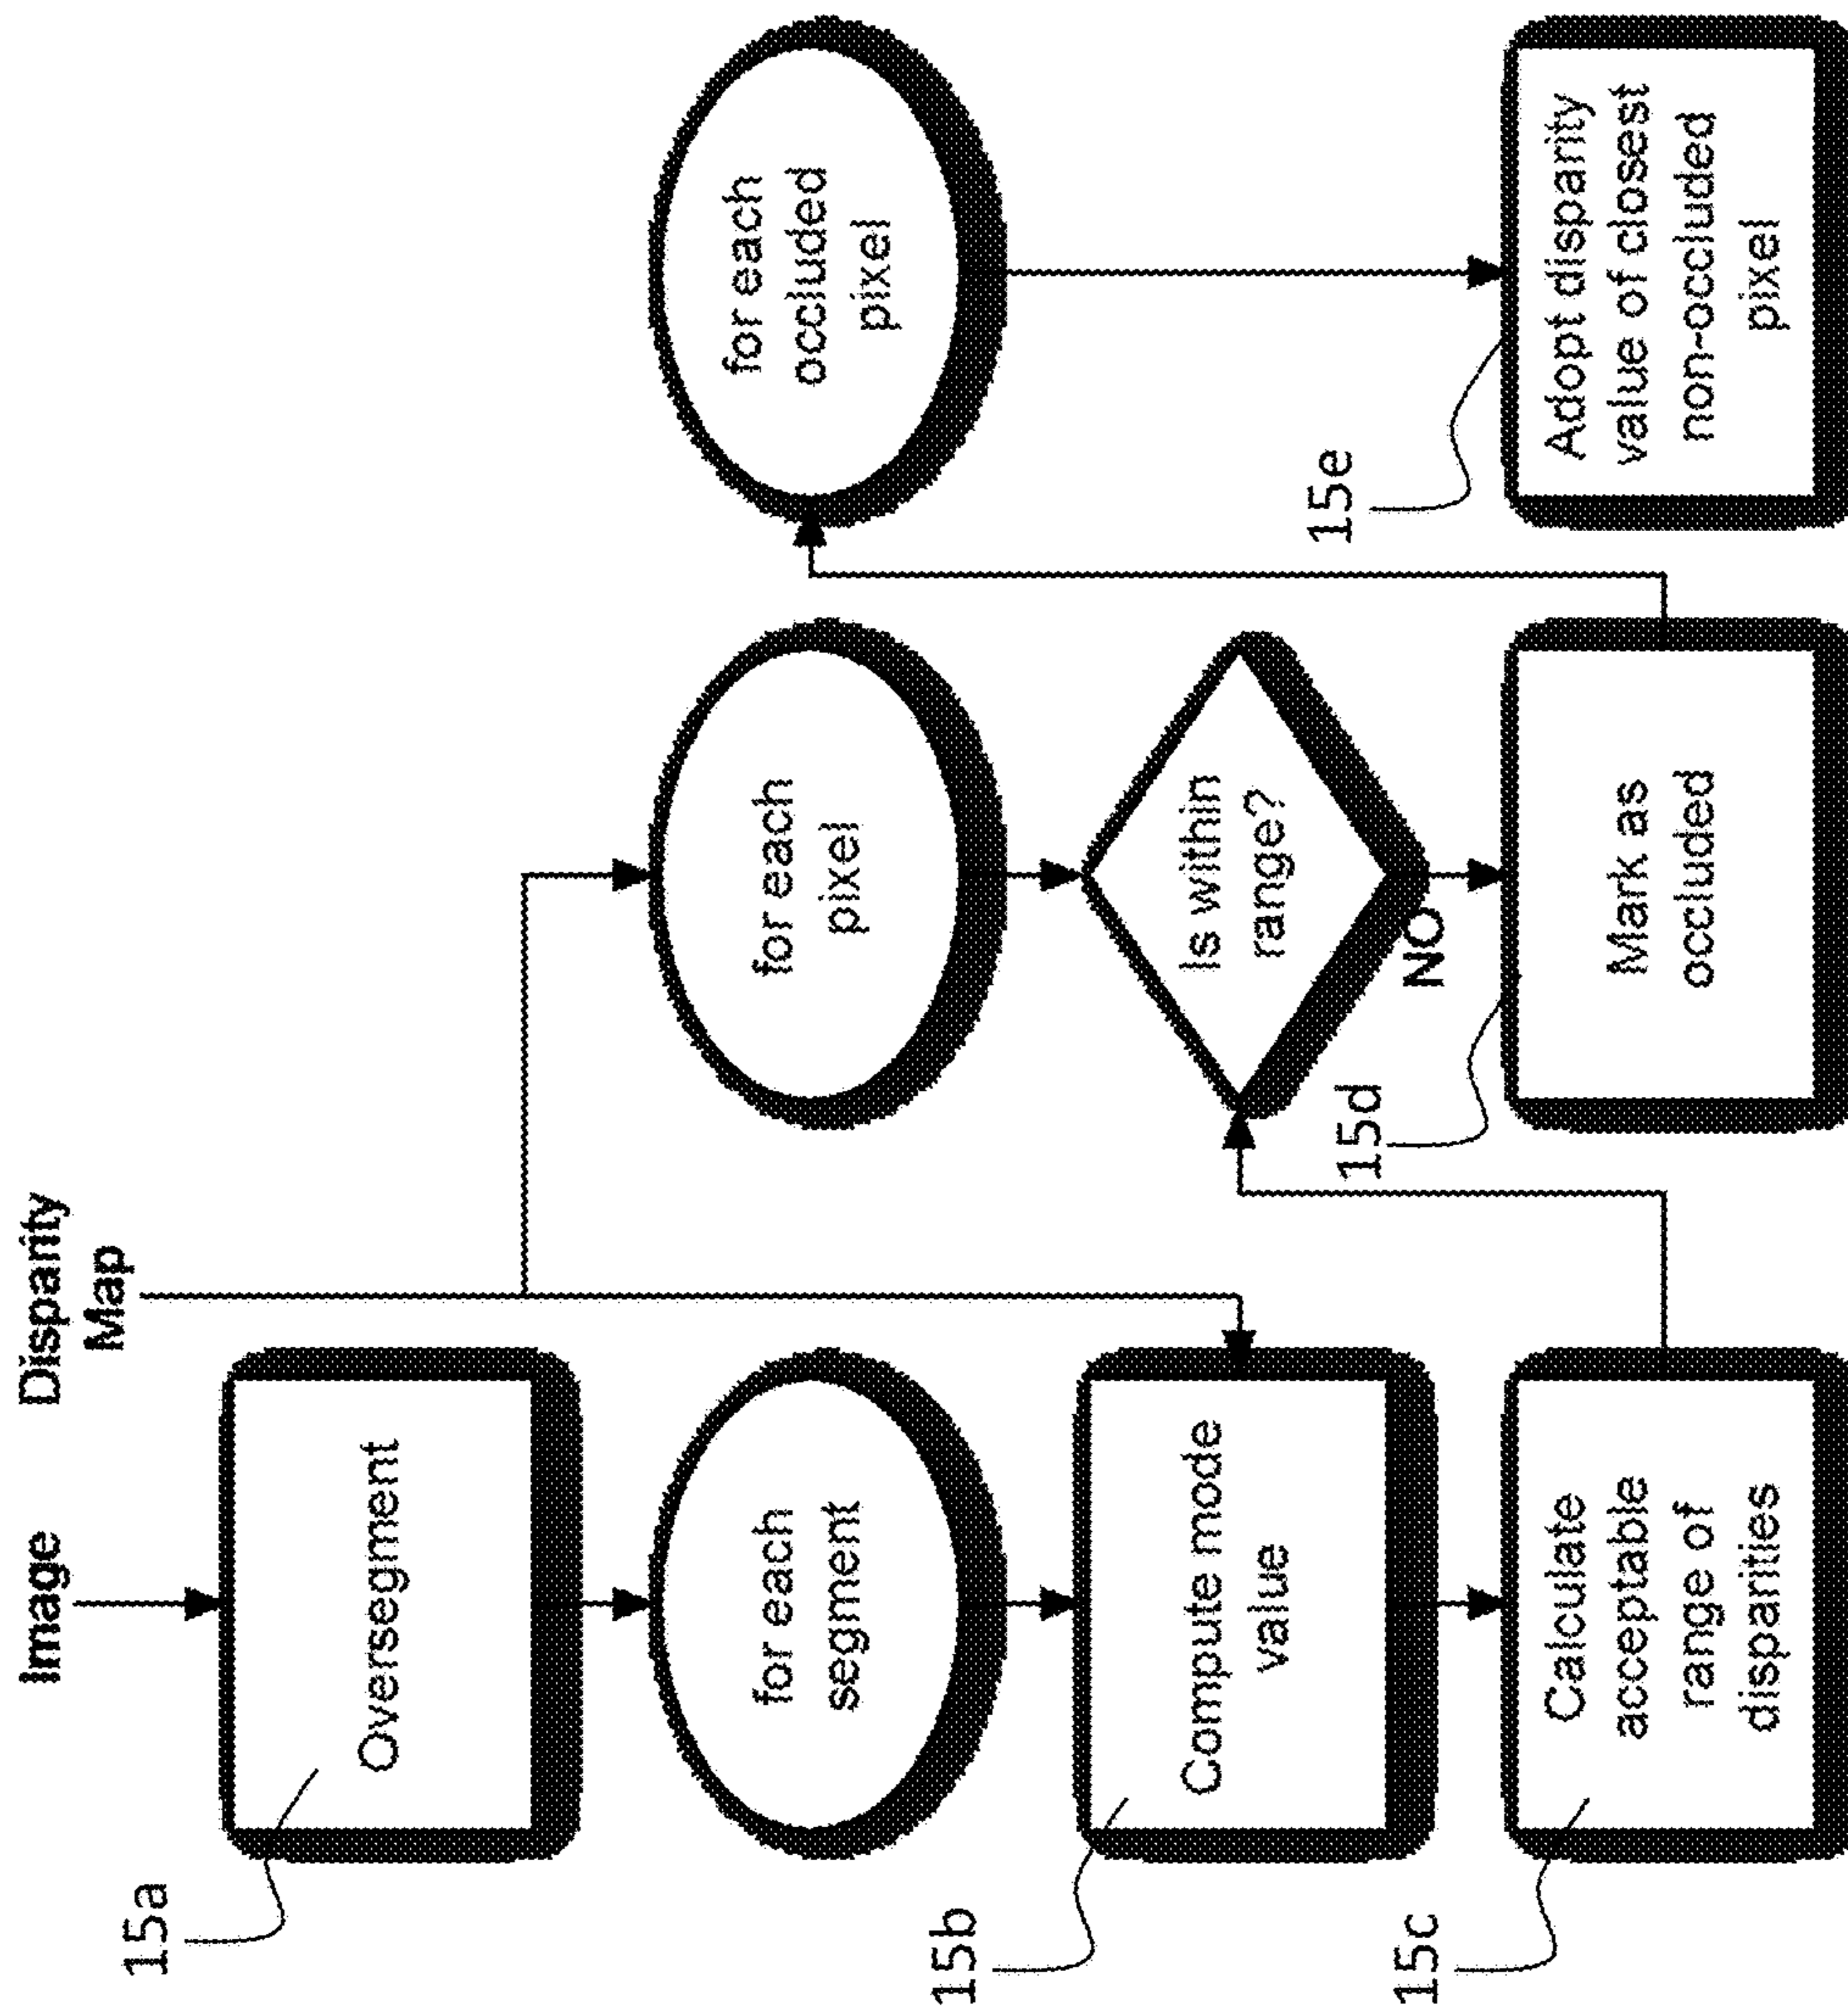 Image
Disparity
Map
15a
Oversegment
for each
segment
15b
Compute mode
value
15c
Calculate
acceptable
range of
disparities
for each
pixel
Is within
range?
NO
15d
Mark as
occluded
for each
occluded
pixel
15e
Adopt disparity
value of closest
non-occluded
pixel